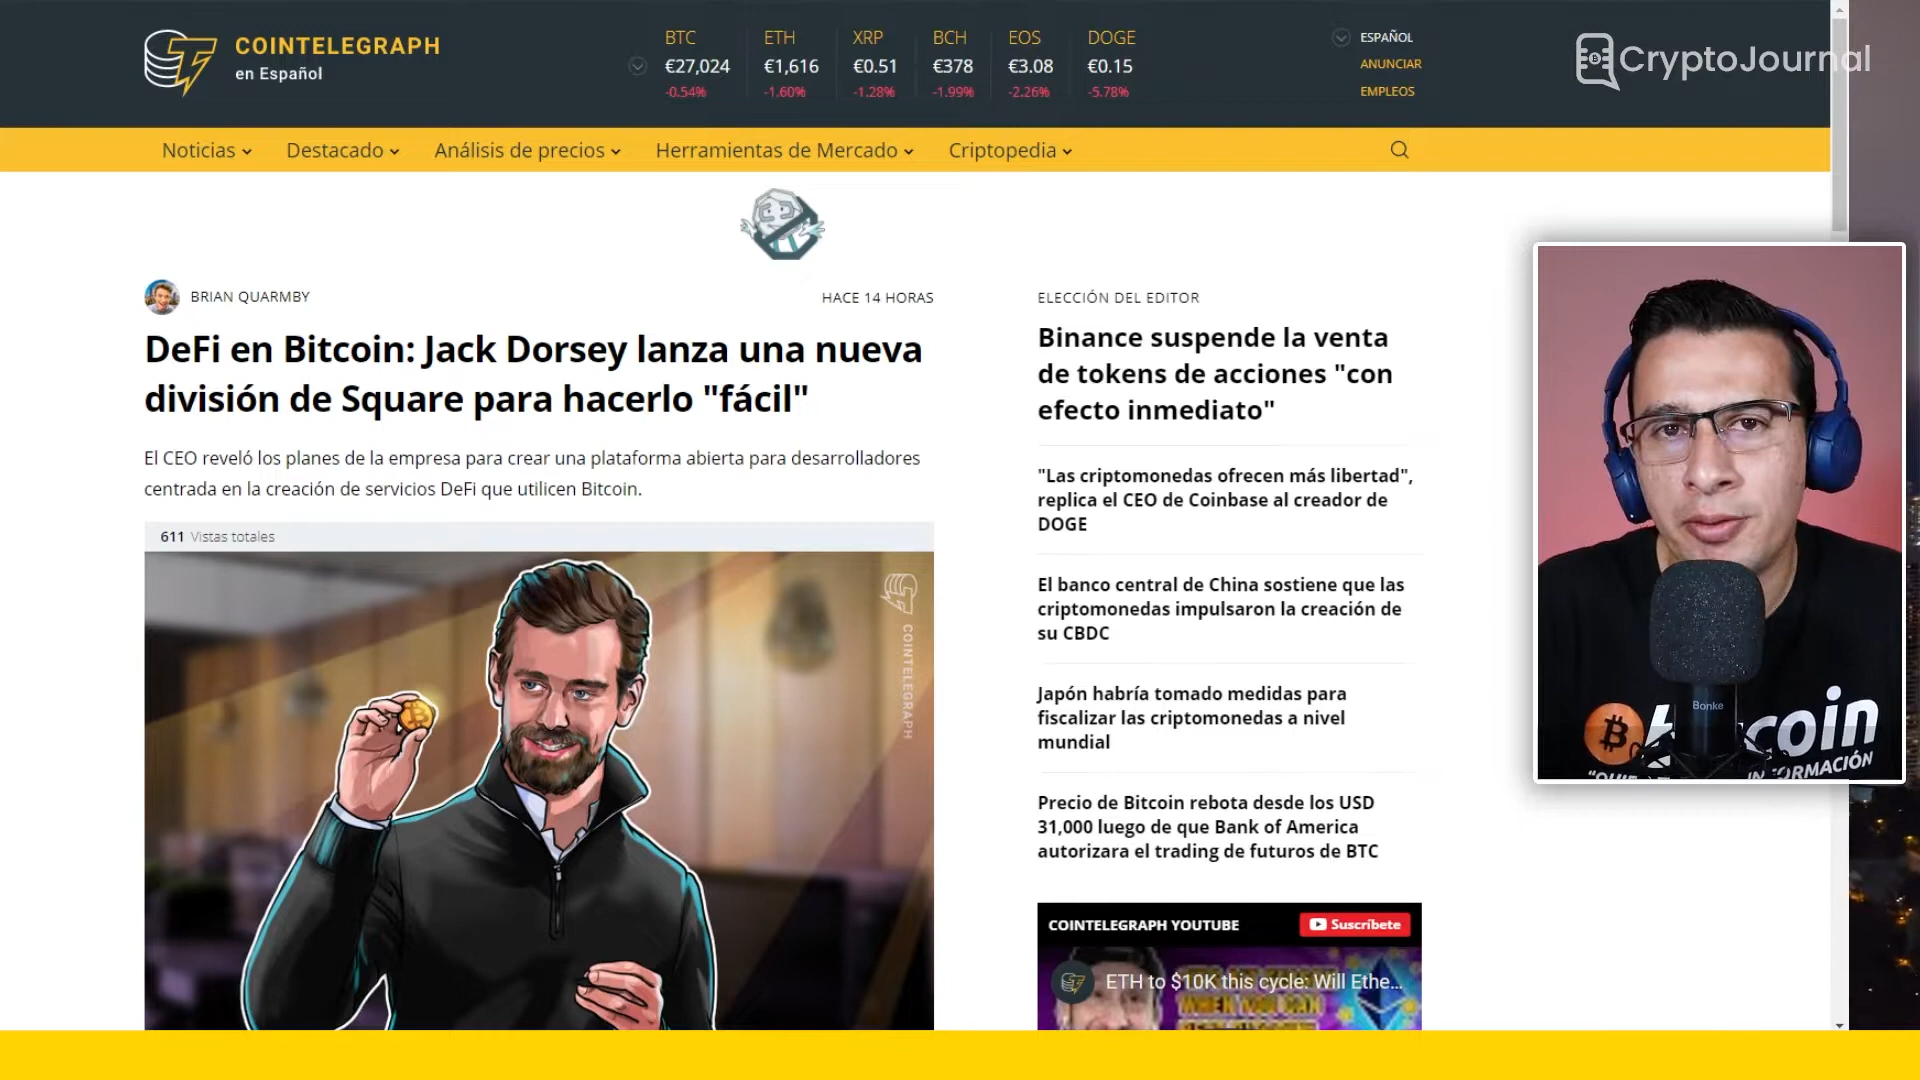 COINTELEGRAPH
en Español
BTC ETH XRP BCH EOS DOGE
€27,024 €1,616 €0.51 €378 €3.08 €0.15
-0.54% -1.60% -1.28% -1.99% -2.26% -5.78%
ESPAÑOL
ANUNCIAR
EMPLEOS
CryptoJournal
Noticias Destacado Análisis de precios Herramientas de Mercado Criptopedia
BRIAN QUARMBY
HACE 14 HORAS
DeFi en Bitcoin: Jack Dorsey lanza una nueva
división de Square para hacerlo "fácil"
El CEO reveló los planes de la empresa para crear una plataforma abierta para desarrolladores
centrada en la creación de servicios DeFi que utilicen Bitcoin.
611 Vistas totales
COINTELEGRAPH
ELECCIÓN DEL EDITOR
Binance suspende la venta
de tokens de acciones "con
efecto inmediato"
"Las criptomonedas ofrecen más libertad",
replica el CEO de Coinbase al creador de
DOGE
El banco central de China sostiene que las
criptomonedas impulsaron la creación de
su CBDC
Japón habría tomado medidas para
fiscalizar las criptomonedas a nivel
mundial
Precio de Bitcoin rebota desde los USD
31,000 luego de que Bank of America
autorizara el trading de futuros de BTC
COINTELEGRAPH YOUTUBE
Suscríbete
ETH to $10K this cycle: Will Ethe...
Bonke